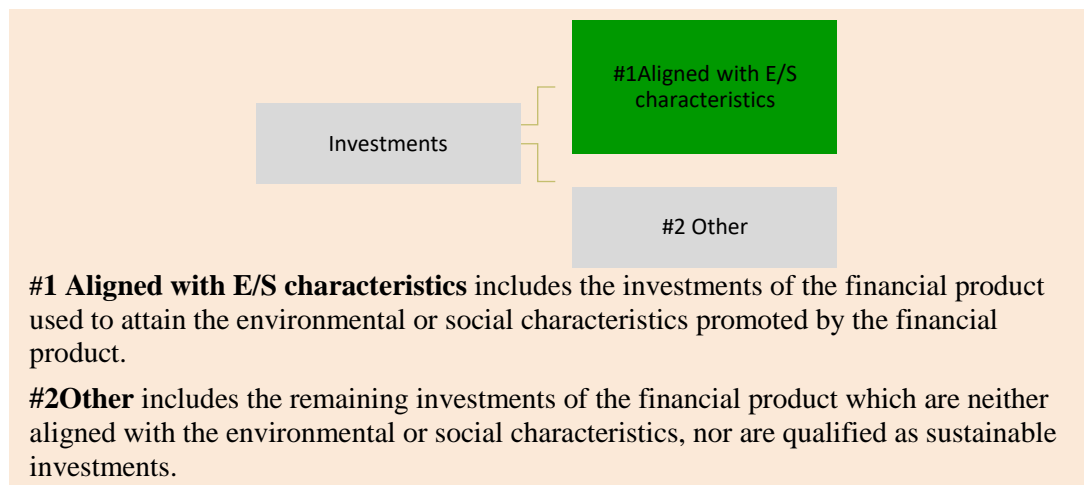 #1Aligned with E/S
characteristics
Investments
#2 Other
#1 Aligned with E/S characteristics includes the investments of the financial product
used to attain the environmental or social characteristics promoted by the financial
product.
#2Other includes the remaining investments of the financial product which are neither
aligned with the environmental or social characteristics, nor are qualified as sustainable
investments.